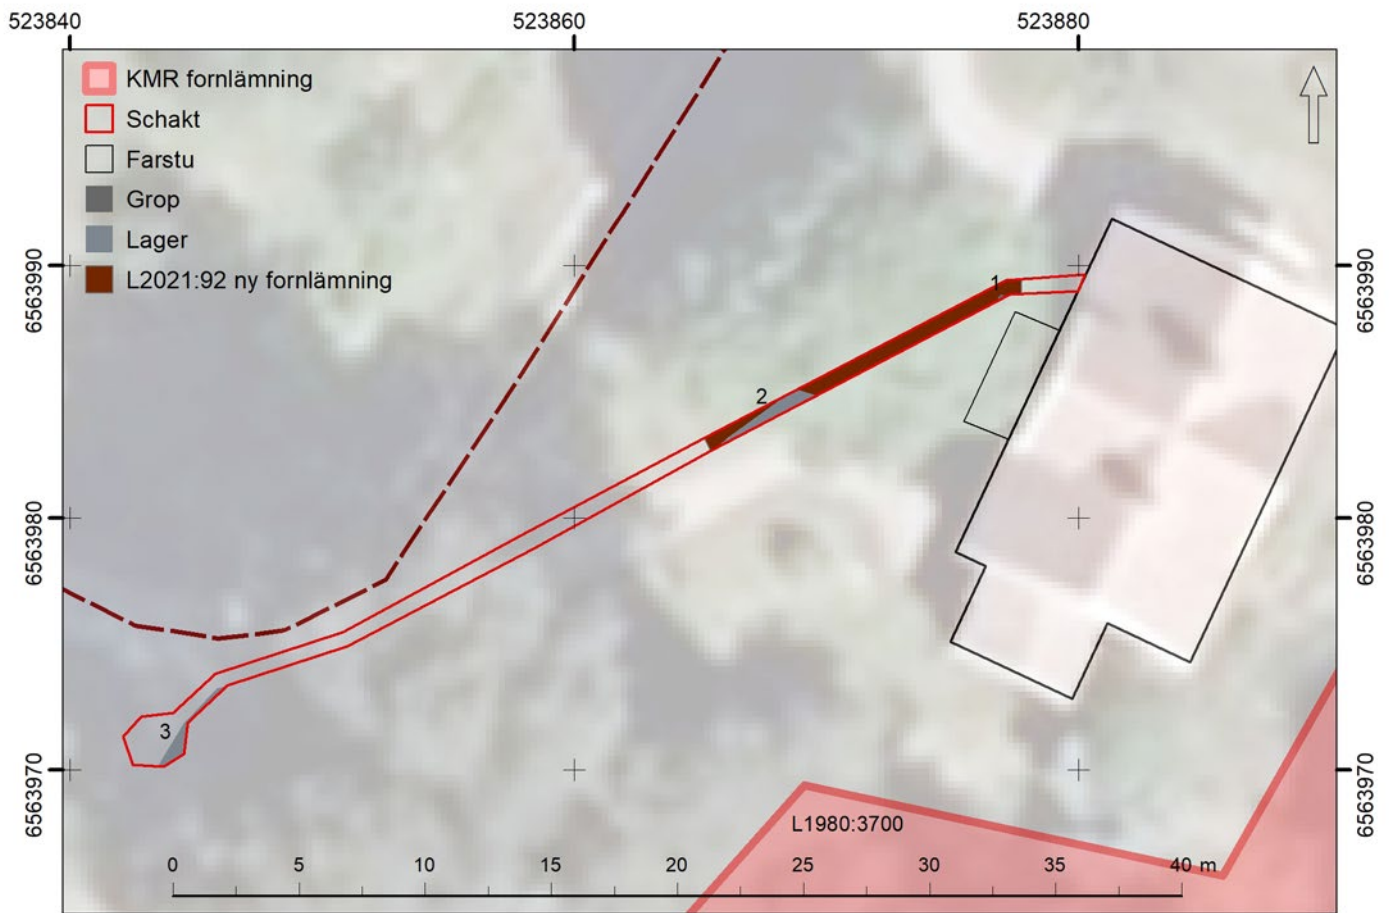 523840 523860 523880
KMR fornlämning
Schakt
Farstu
Grop
Lager
L2021:92 ny fornlämning
6563990 6563990
1
2
6563980 6563980
3
6563970 6563970
L1980:3700
0 5 10 15 20 25 30 35 40 m